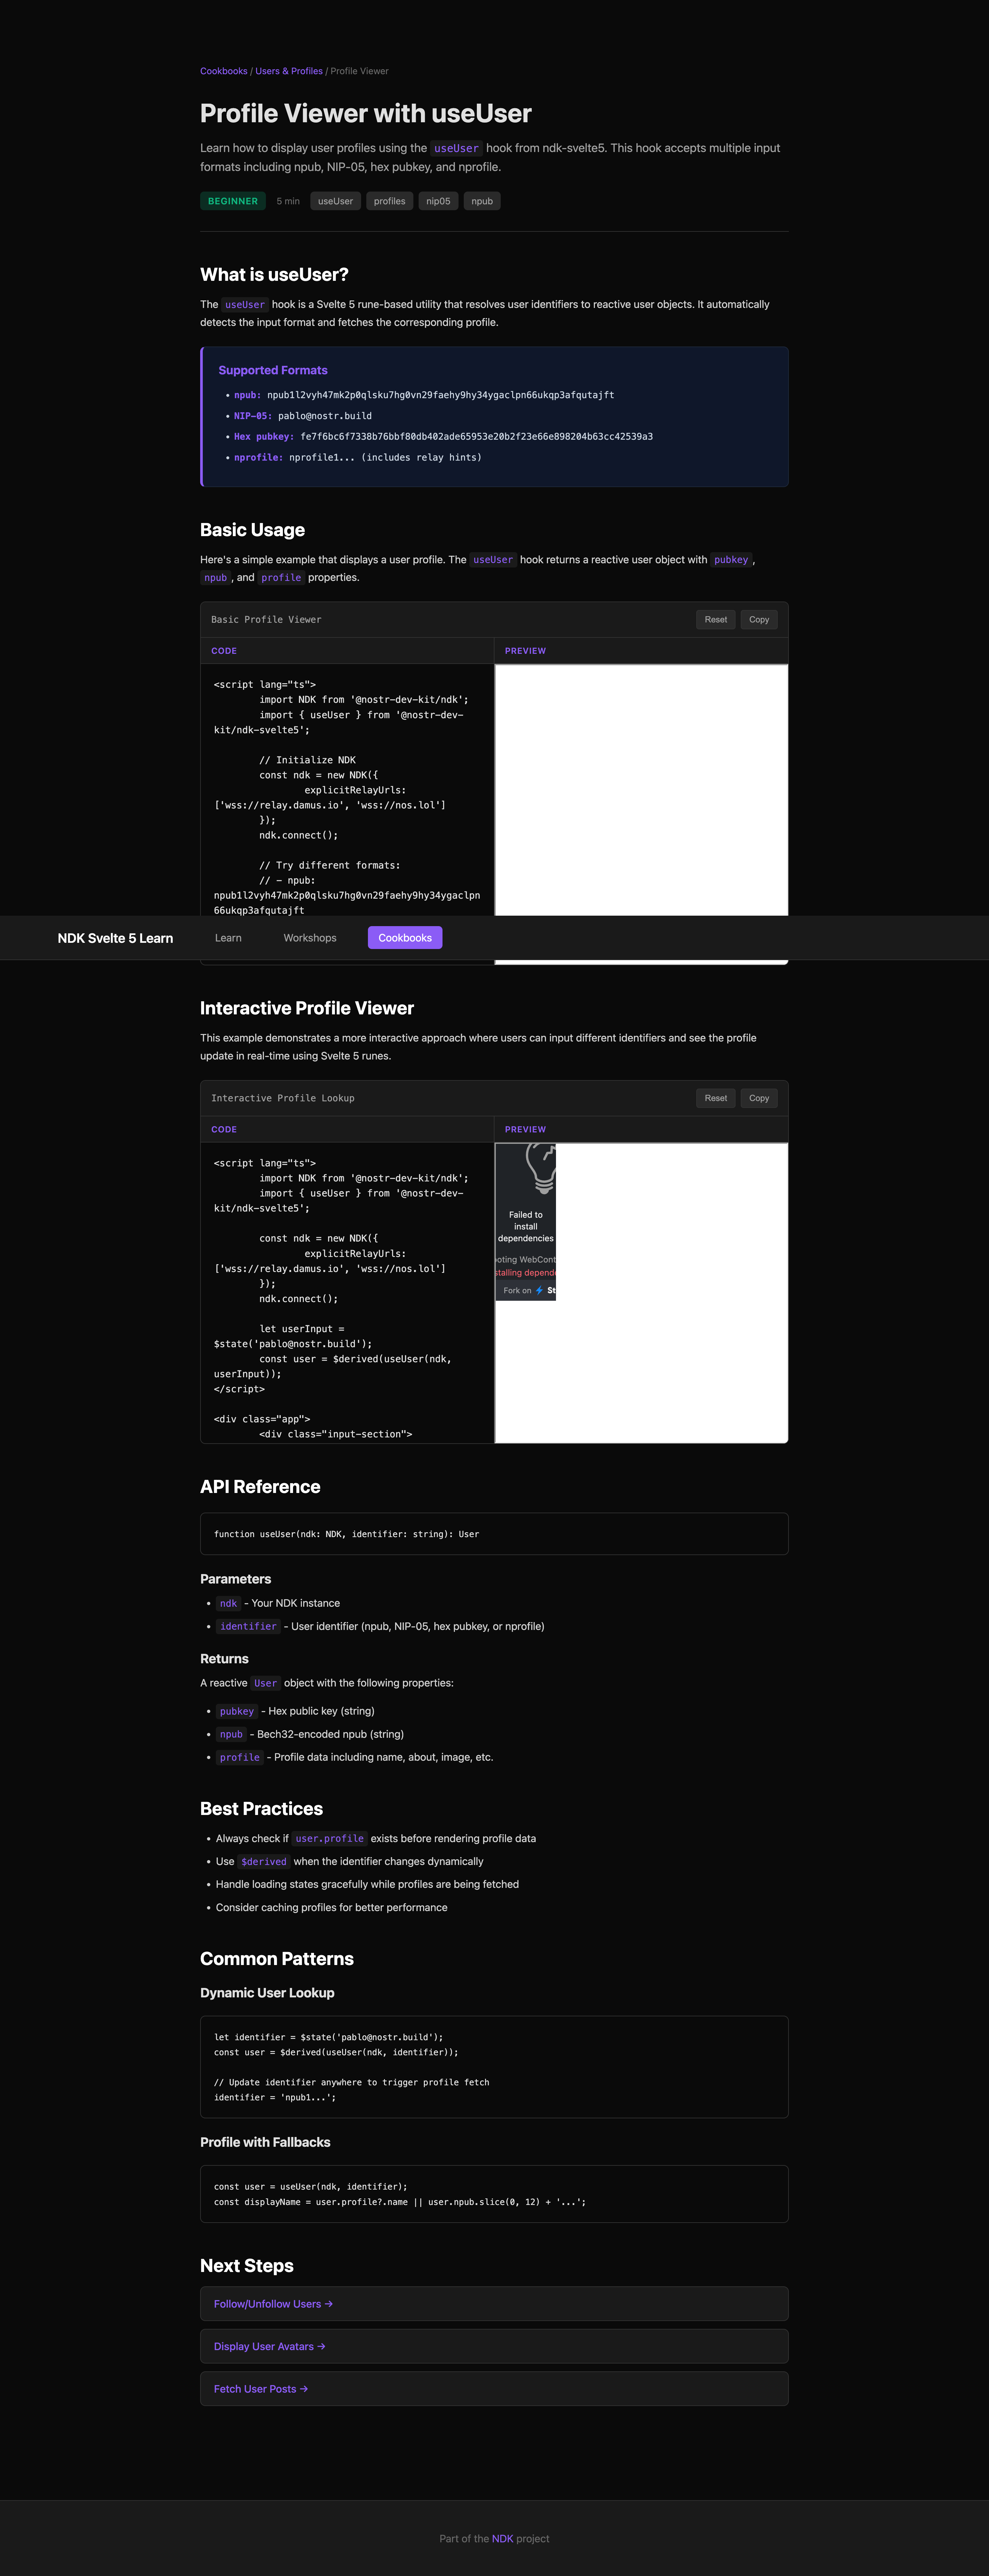 Cookbooks / Users & Profiles / Profile Viewer
Profile Viewer with useUser
Learn how to display user profiles using the useUser hook from ndk-svelte5. This hook accepts multiple input
formats including npub, NIP-05, hex pubkey, and nprofile.
BEGINNER 5 min useUser profiles nip05 npub
What is useUser?
The useUser hook is a Svelte 5 rune-based utility that resolves user identifiers to reactive user objects. It automatically
detects the input format and fetches the corresponding profile.
Supported Formats
• npub: npub1l2vyh47mk2p0qlsku7hg0vn29faehy9hy34ygaclpn66ukqp3afqutajft
• NIP-05: pablo@nostr.build
• Hex pubkey: fe7f6bc6f7338b76bbf80db402ade65953e20b2f23e66e898204b63cc42539a3
• nprofile: nprofile1... (includes relay hints)
Basic Usage
Here's a simple example that displays a user profile. The useUser hook returns a reactive user object with pubkey ,
npub , and profile properties.
Basic Profile Viewer Reset Copy
CODE PREVIEW
<script lang="ts">
import NDK from '@nostr-dev-kit/ndk';
import { useUser } from '@nostr-dev-
kit/ndk-svelte5';
// Initialize NDK
const ndk = new NDK({
explicitRelayUrls:
['wss://relay.damus.io', 'wss://nos.lol']
});
ndk.connect();
// Try different formats:
// - npub:
npub1l2vyh47mk2p0qlsku7hg0vn29faehy9hy34ygaclpn
66ukqp3afqutajft
NDK Svelte 5 Learn Learn Workshops Cookbooks
Interactive Profile Viewer
This example demonstrates a more interactive approach where users can input different identifiers and see the profile
update in real-time using Svelte 5 runes.
Interactive Profile Lookup Reset Copy
CODE PREVIEW
<script lang="ts">
import NDK from '@nostr-dev-kit/ndk';
import { useUser } from '@nostr-dev-
kit/ndk-svelte5';
const ndk = new NDK({
explicitRelayUrls:
['wss://relay.damus.io', 'wss://nos.lol']
});
ndk.connect();
let userInput =
$state('pablo@nostr.build');
const user = $derived(useUser(ndk,
userInput));
</script>
<div class="app">
<div class="input-section">
Failed to
install
dependencies
ooting WebCont
stalling depende
Fork on St
API Reference
function useUser(ndk: NDK, identifier: string): User
Parameters
• ndk - Your NDK instance
• identifier - User identifier (npub, NIP-05, hex pubkey, or nprofile)
Returns
A reactive User object with the following properties:
• pubkey - Hex public key (string)
• npub - Bech32-encoded npub (string)
• profile - Profile data including name, about, image, etc.
Best Practices
• Always check if user.profile exists before rendering profile data
• Use $derived when the identifier changes dynamically
• Handle loading states gracefully while profiles are being fetched
• Consider caching profiles for better performance
Common Patterns
Dynamic User Lookup
let identifier = $state('pablo@nostr.build');
const user = $derived(useUser(ndk, identifier));
// Update identifier anywhere to trigger profile fetch
identifier = 'npub1...';
Profile with Fallbacks
const user = useUser(ndk, identifier);
const displayName = user.profile?.name || user.npub.slice(0, 12) + '...';
Next Steps
Follow/Unfollow Users →
Display User Avatars →
Fetch User Posts →
Part of the NDK project